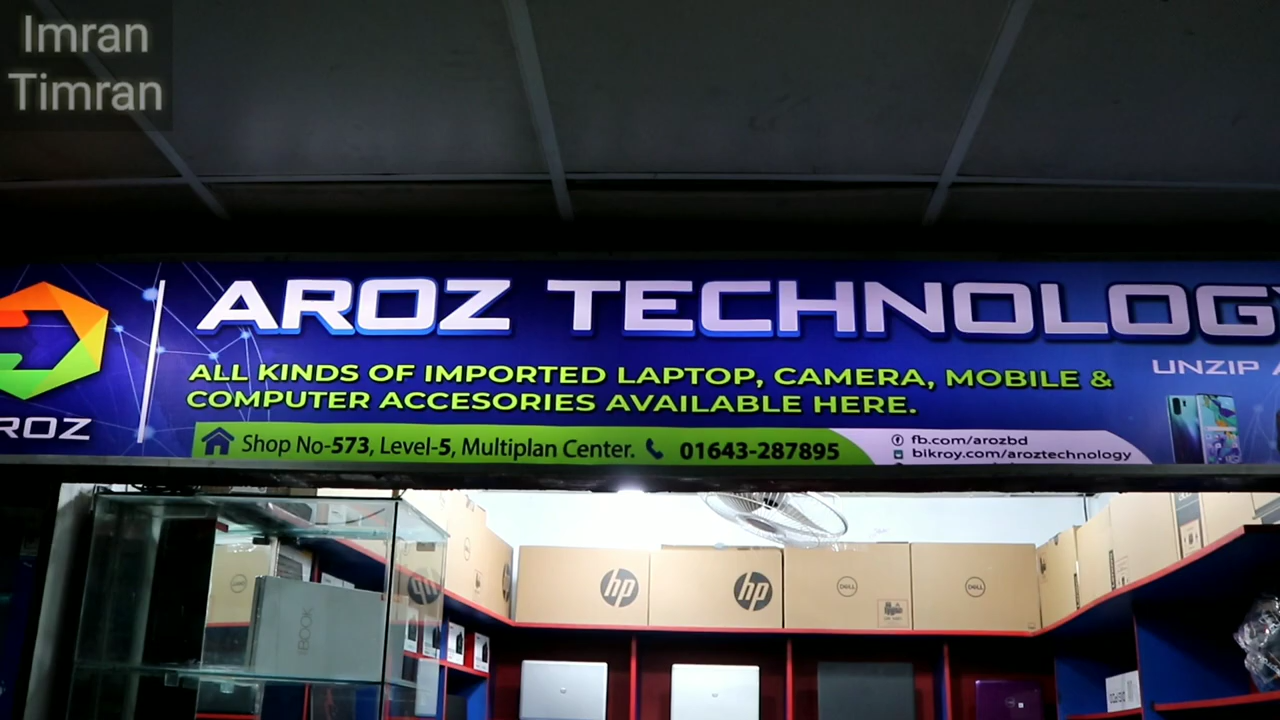 Imran
Timran
AROZ TECHNOLOGY
ALL KINDS OF IMPORTED LAPTOP, CAMERA, MOBILE &
COMPUTER ACCESORIES AVAILABLE HERE.
UNZIP
ROZ
Shop No-573, Level-5, Multiplan Center. 01643-287895
fb.com/arozbd
bikroy.com/aroztechnology
hp
hp
DELL
DELL
hp